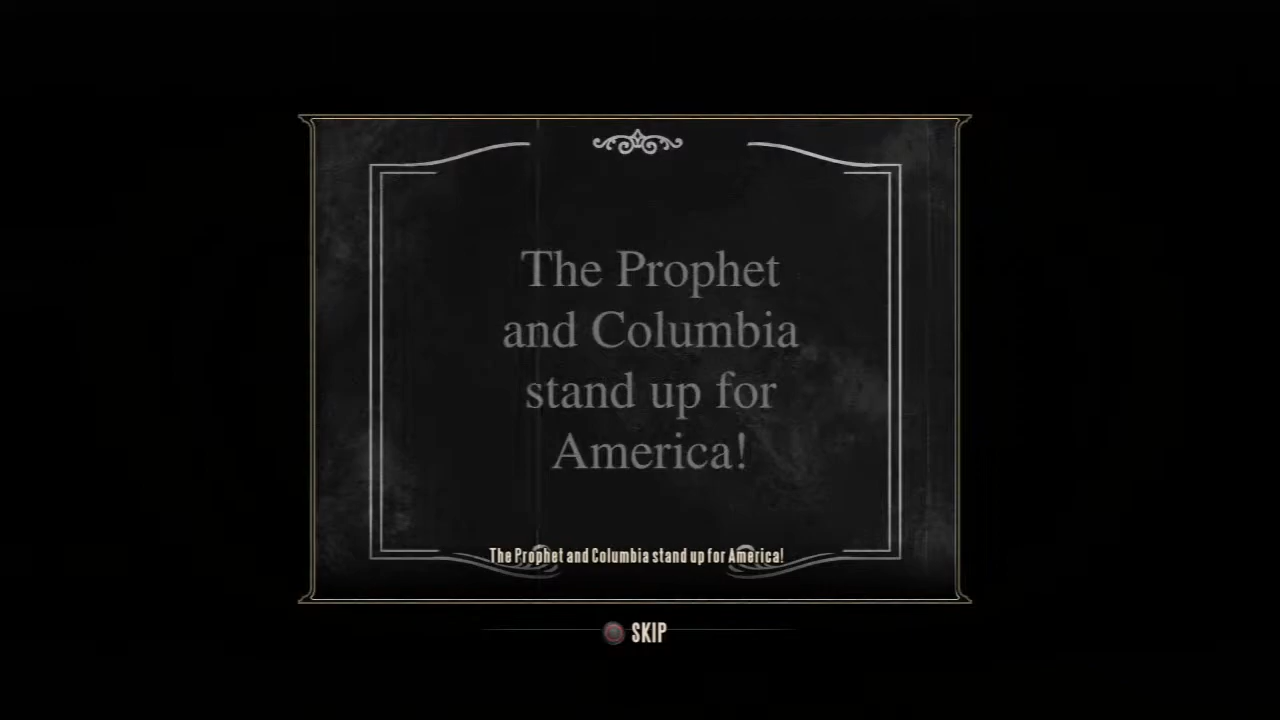 The Prophet
and Columbia
stand up for
America!
The Prophet and Columbia stand up for America!
SKIP